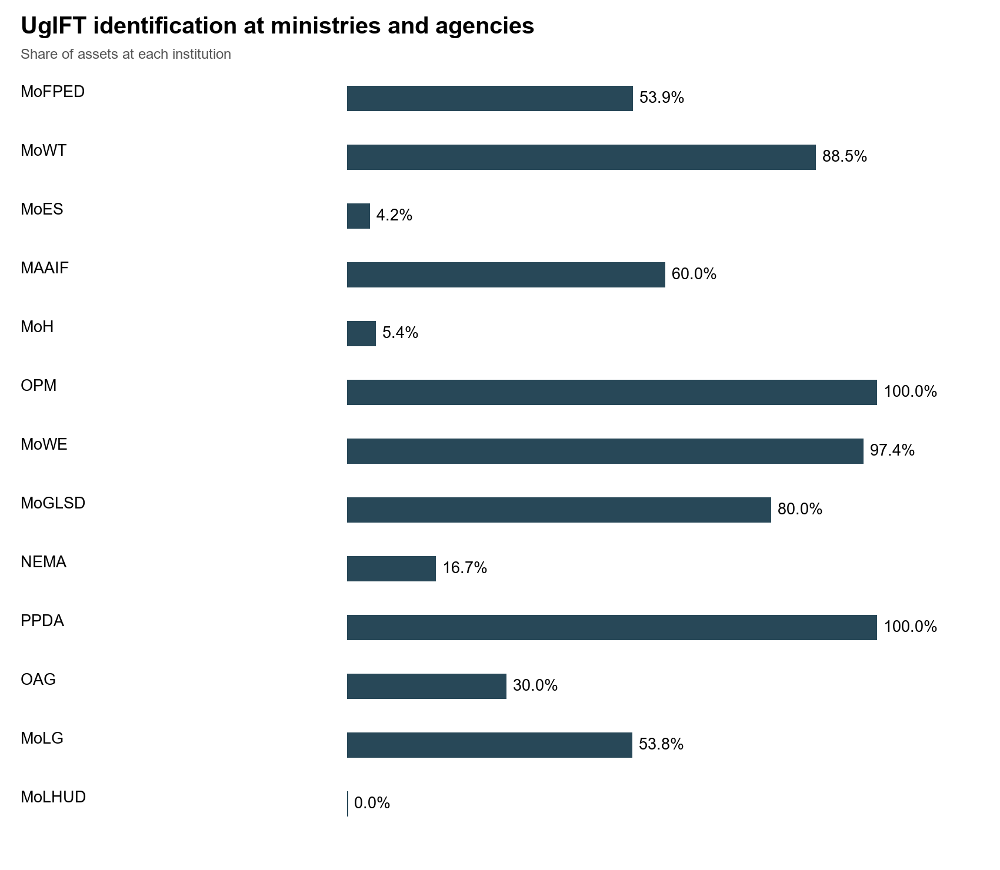 UgIFT identification at ministries and agencies
Share of assets at each institution
MoFPED 53.9%
MoWT 88.5%
MoES 4.2%
MAAIF 60.0%
MoH 5.4%
OPM 100.0%
MoWE 97.4%
MoGLSD 80.0%
NEMA 16.7%
PPDA 100.0%
OAG 30.0%
MoLG 53.8%
MoLHUD 0.0%